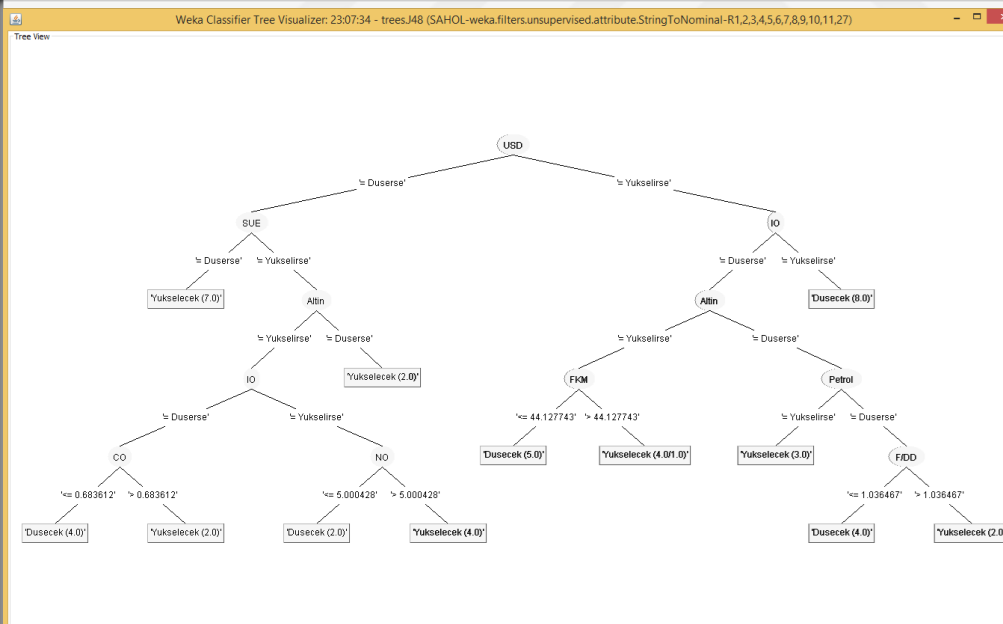 Weka Classifier Tree Visualizer: 23:07:34 - trees.J48 (SAHOL-weka.filters.unsupervised.attribute.StringToNominal-R1,2,3,4,5,6,7,8,9,10,11,27)
Tree View
USD
'= Duserse' '= Yukselirse'
SUE IO
'= Duserse' '= Yukselirse' '= Duserse' '= Yukselirse'
'Yukselecek (7.0)' Altin Altin 'Dusecek (8.0)'
'= Yukselirse' '= Duserse' '= Yukselirse' '= Duserse'
IO 'Yukselecek (2.0)' FKM Petrol
'= Duserse' '= Yukselirse' '<= 44.127743' '> 44.127743' '= Yukselirse' '= Duserse'
CO NO 'Dusecek (5.0)' 'Yukselecek (4.0/1.0)' 'Yukselecek (3.0)' F/DD
'<= 0.683612' '> 0.683612' '<= 5.000428' '> 5.000428' '<= 1.036467' '> 1.036467'
'Dusecek (4.0)' 'Yukselecek (2.0)' 'Dusecek (2.0)' 'Yukselecek (4.0)' 'Dusecek (4.0)' 'Yukselecek (2.0